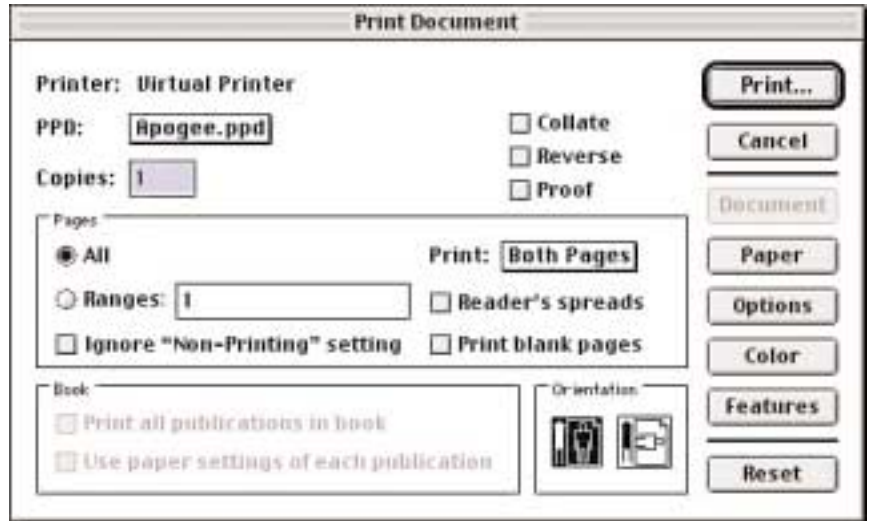 Print Document
Printer: Virtual Printer
Print...
PPD: Apogee.ppd
Collate
Cancel
Reverse
Copies: 1
Proof
Document
Pages
All
Print: Both Pages
Paper
Ranges: 1
Reader's spreads
Options
Ignore "Non-Printing" setting
Print blank pages
Color
Book
Orientation
Print all publications in book
Features
Use paper settings of each publication
Reset